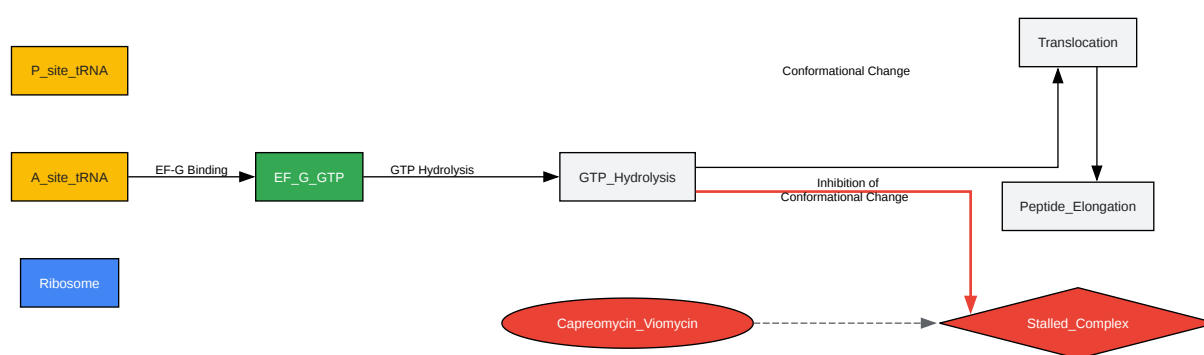 Translocation
P_site_tRNA
Conformational Change
A_site_tRNA
EF-G Binding
EF_G_GTP
GTP Hydrolysis
GTP_Hydrolysis
Inhibition of
Conformational Change
Peptide_Elongation
Ribosome
Capreomycin_Viomycin
Stalled_Complex